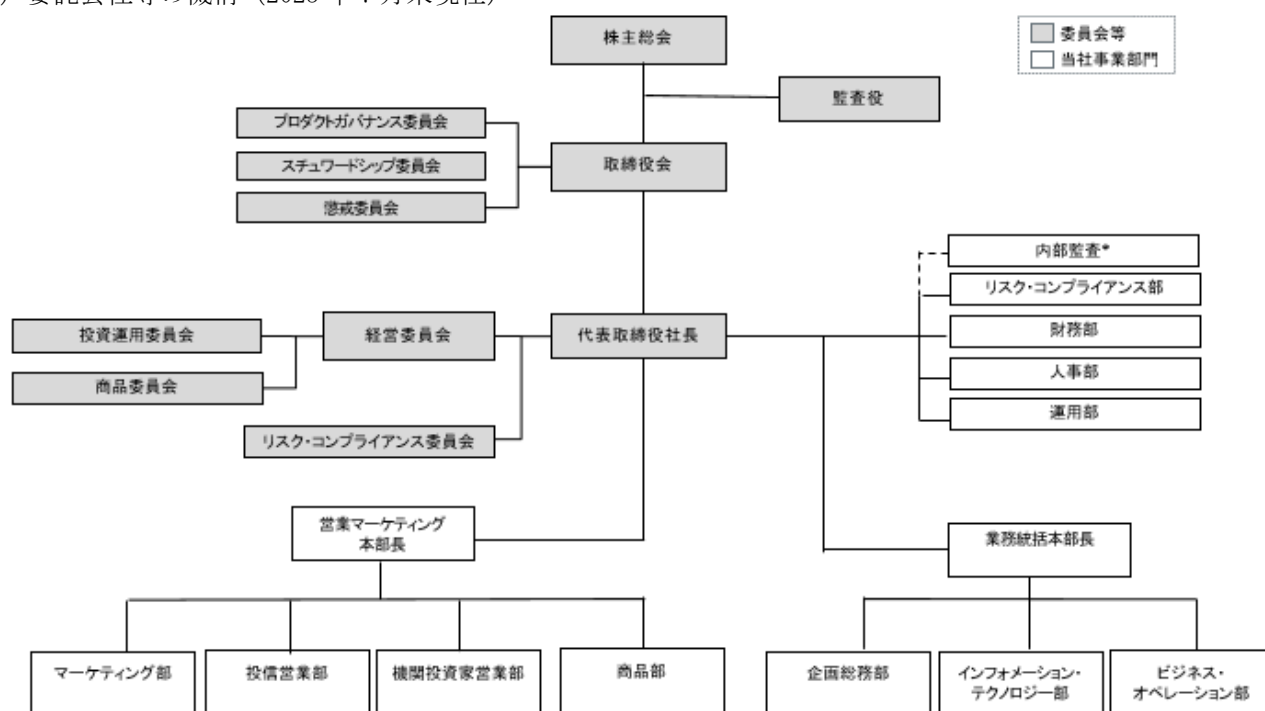 委託会社等の機構
株主総会
委員会等
当社事業部門
監査役
プロダクトガバナンス委員会
スチュワードシップ委員会
懲戒委員会
取締役会
内部監査*
リスク・コンプライアンス部
財務部
人事部
運用部
投資運用委員会
経営委員会
代表取締役社長
商品委員会
リスク・コンプライアンス委員会
営業マーケティング
本部長
業務統括本部長
マーケティング部
投信営業部
機関投資家営業部
商品部
企画総務部
インフォメーション・
テクノロジー部
ビジネス・
オペレーション部